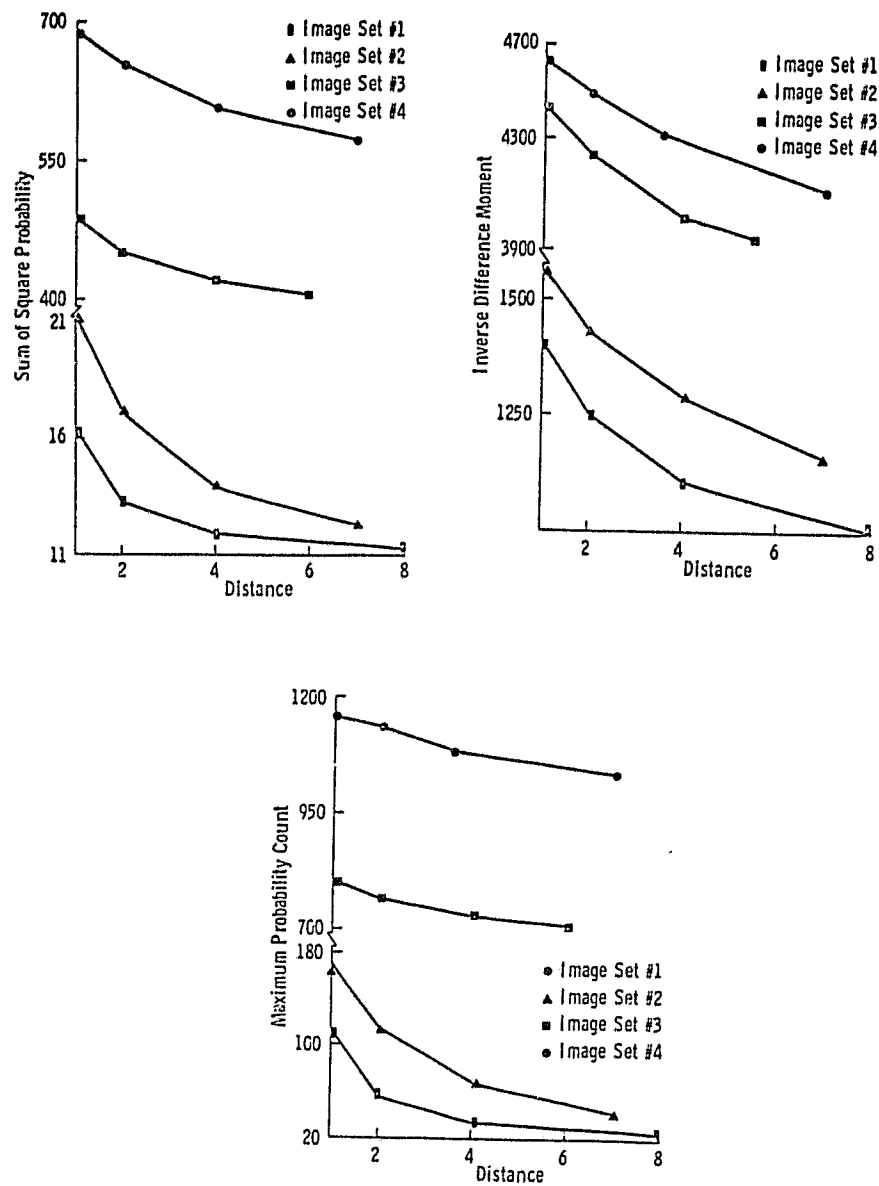 Sum of Square Probability
700
550
400
21
16
11
2
4
6
8
Distance
Image Set #1
Image Set #2
Image Set #3
Image Set #4
Inverse Difference Moment
4700
4300
3900
1500
1250
2
4
6
8
Distance
Image Set #1
Image Set #2
Image Set #3
Image Set #4
Maximum Probability Count
1200
950
700
180
100
20
2
4
6
8
Distance
Image Set #1
Image Set #2
Image Set #3
Image Set #4